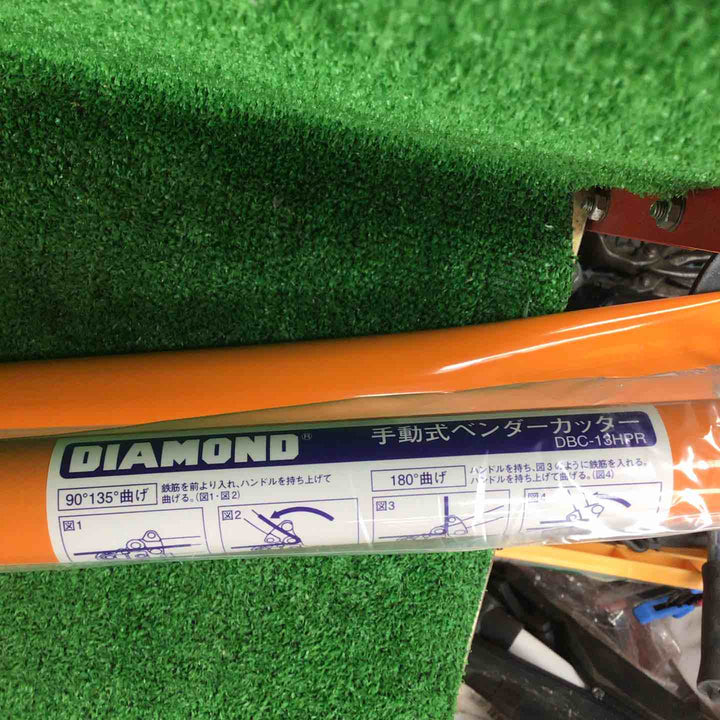 DIAMOND®
手動式ベンダーカッター
DBC-13HPR
90°135°曲げ
鉄筋を前より入れ、ハンドルを持ち上げて
曲げる。(図1・図2)
180°曲げ
ハンドルを持ち、図3のように鉄筋を入れる。
ハンドルを持ち上げて曲げる。(図4)
図1
図2
図3
図4